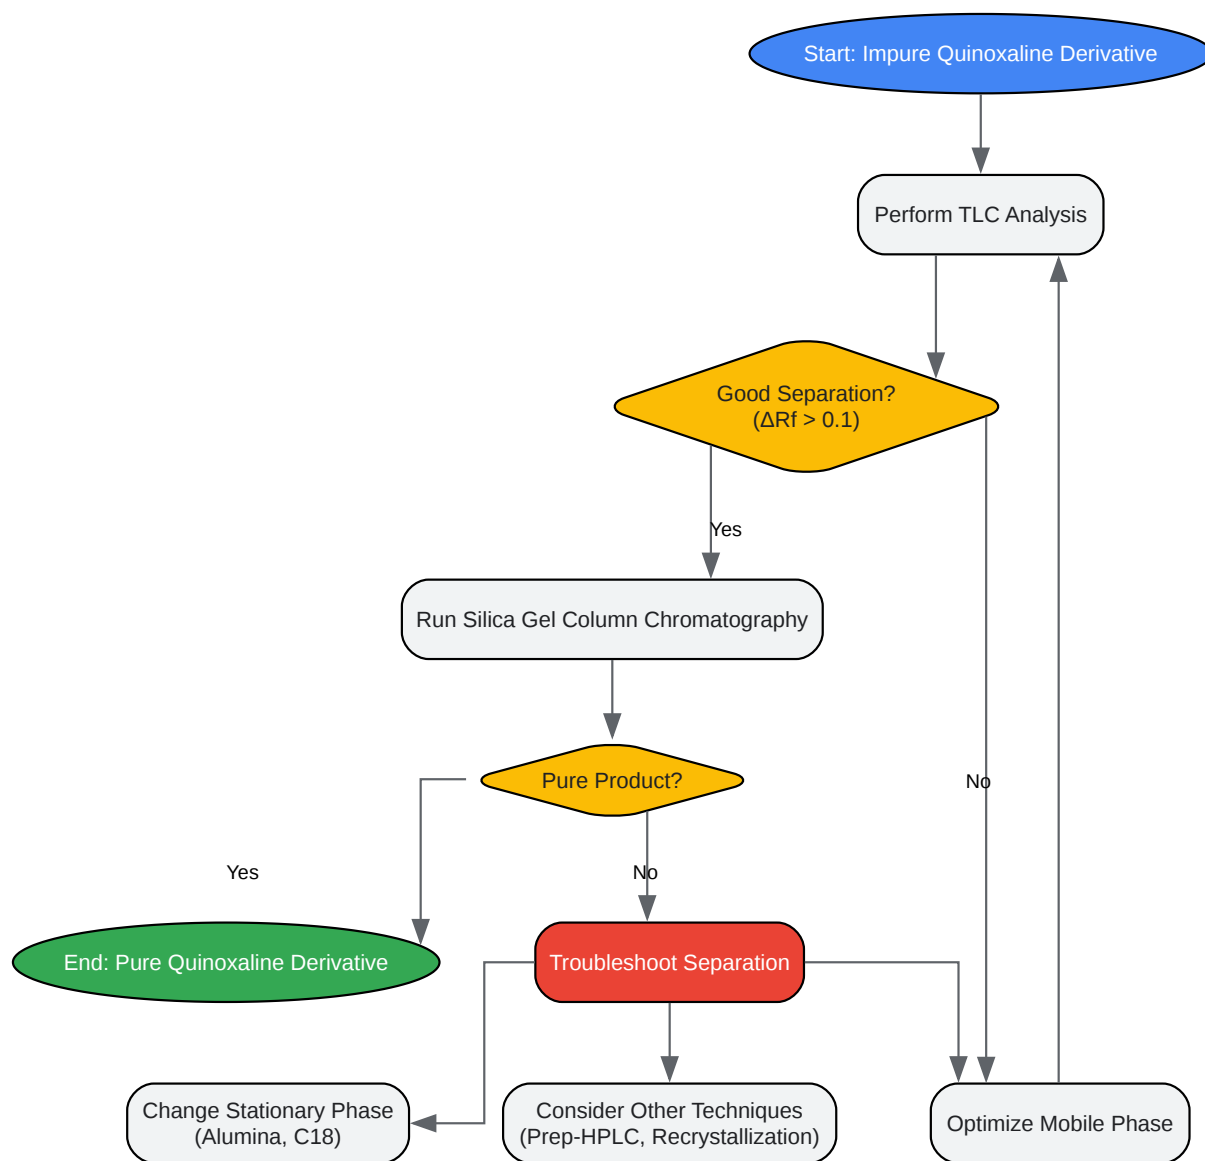 Start: Impure Quinoxaline Derivative
Perform TLC Analysis
Good Separation?
(ΔRf > 0.1)
Yes
Run Silica Gel Column Chromatography
Pure Product?
No
Yes
No
End: Pure Quinoxaline Derivative
Troubleshoot Separation
Change Stationary Phase
(Alumina, C18)
Consider Other Techniques
(Prep-HPLC, Recrystallization)
Optimize Mobile Phase